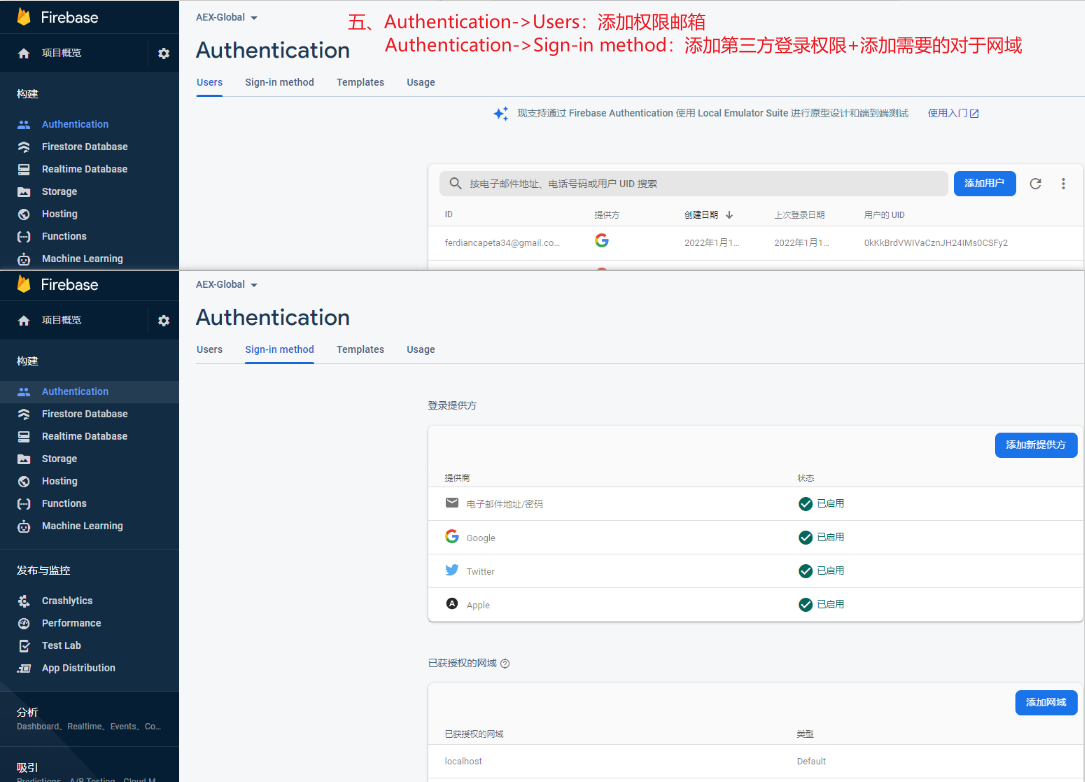 Firebase
AEX-Global
五、Authentication->Users：添加权限邮箱
Authentication->Sign-in method：添加第三方登录权限+添加需要的对于网域
项目概览
Authentication
Users
Sign-in method
Templates
Usage
构建
现支持通过 Firebase Authentication 使用 Local Emulator Suite 进行原型设计和端到端测试
使用入门
Authentication
Firestore Database
Realtime Database
Storage
Hosting
Functions
Machine Learning
按电子邮件地址、电话号码或用户 UID 搜索
添加用户
ID
提供方
创建日期
上次登录日期
用户的 UID
ferdiancapeta34@gmail.co...
2022年1月1...
2022年1月1...
0kKkBrdVWIVaCznJH24IMs0CSFy2
Firebase
AEX-Global
项目概览
Authentication
Users
Sign-in method
Templates
Usage
构建
Authentication
Firestore Database
Realtime Database
Storage
Hosting
Functions
Machine Learning
发布与监控
Crashlytics
Performance
Test Lab
App Distribution
分析
Dashboard、Realtime、Events、Co...
吸引
Predictions、A/B Testing、Cloud M...
登录提供方
添加新提供方
提供商
状态
电子邮件地址/密码
已启用
Google
已启用
Twitter
已启用
Apple
已启用
已获授权的网域
添加网域
已获授权的网域
类型
localhost
Default